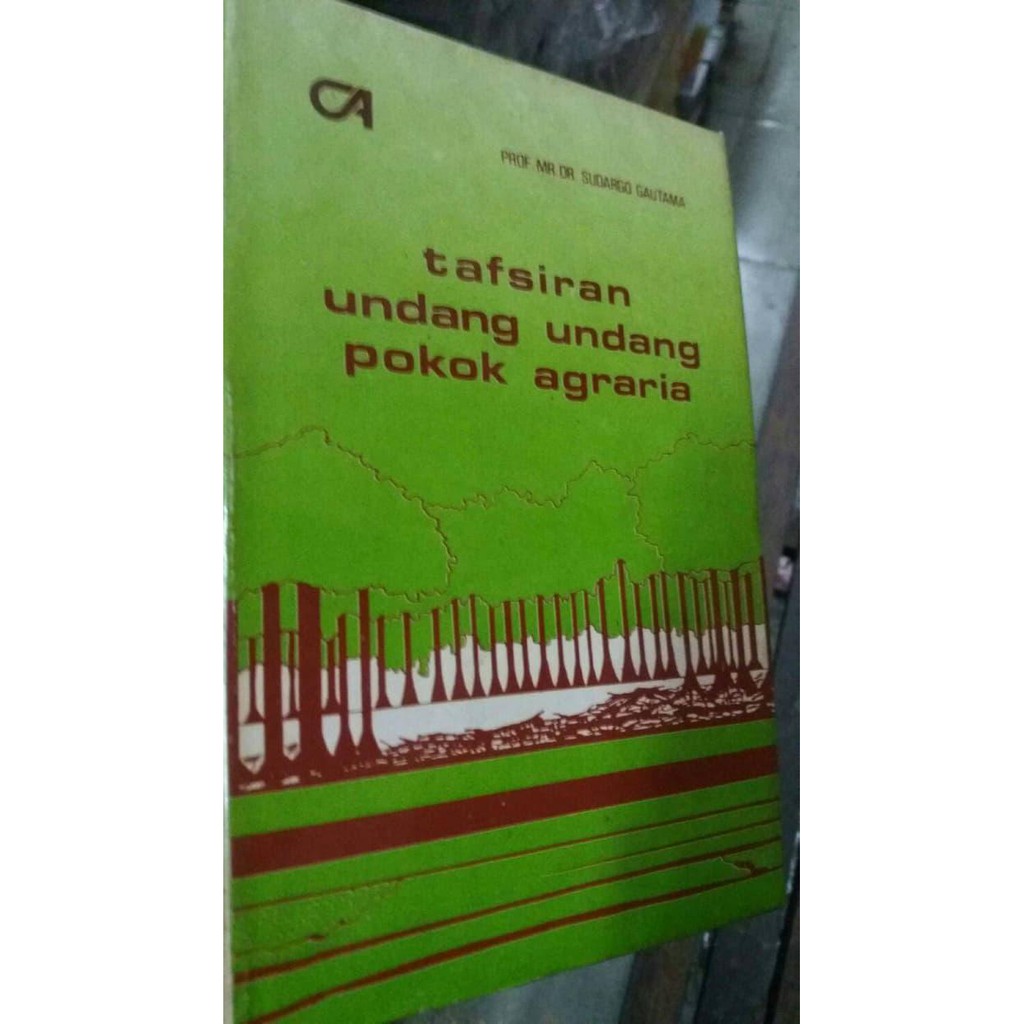 CA
PROF. MR. DR. SUDARGO GAUTAMA
tafsiran
undang undang
pokok agraria